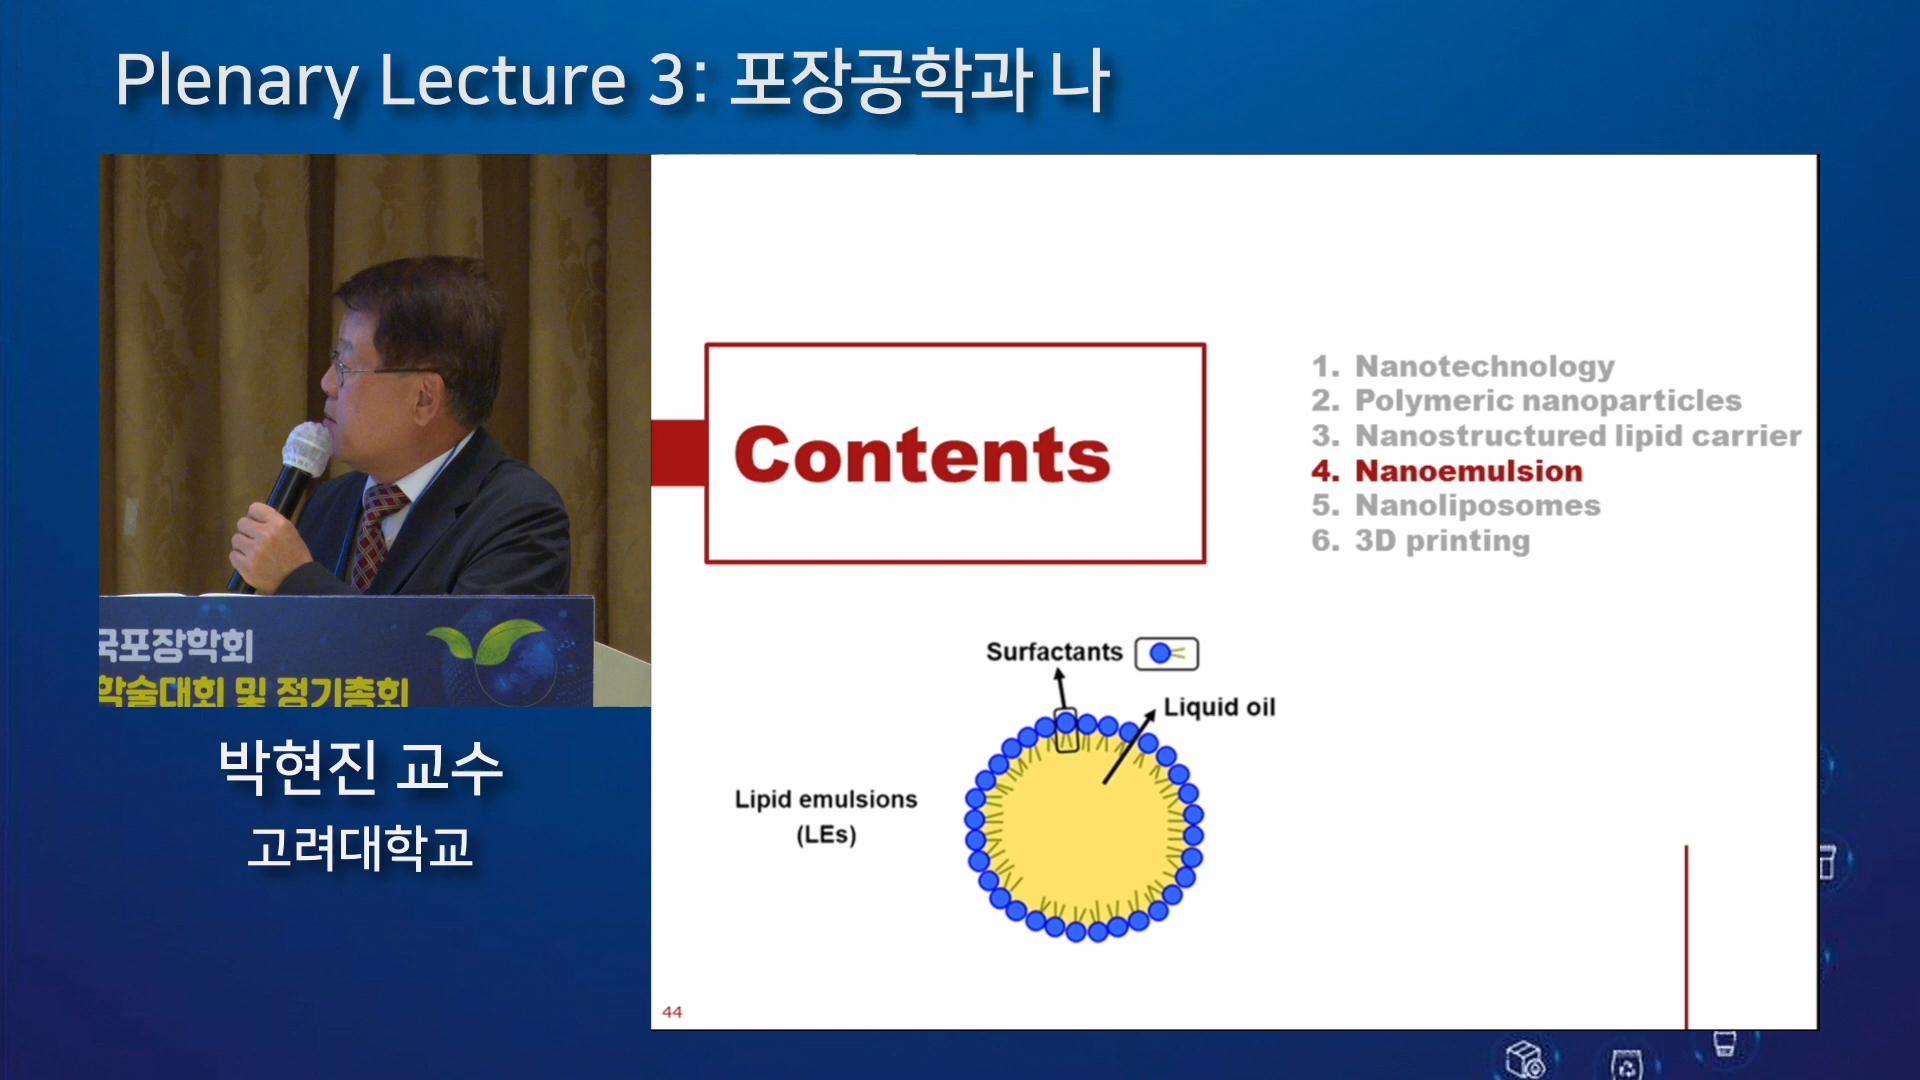 Plenary Lecture 3: 포장공학과 나
국포장학회
학술대회 및 정기총회
박현진 교수
고려대학교
Contents
1. Nanotechnology
2. Polymeric nanoparticles
3. Nanostructured lipid carrier
4. Nanoemulsion
5. Nanoliposomes
6. 3D printing
Surfactants
Liquid oil
Lipid emulsions
(LEs)
44